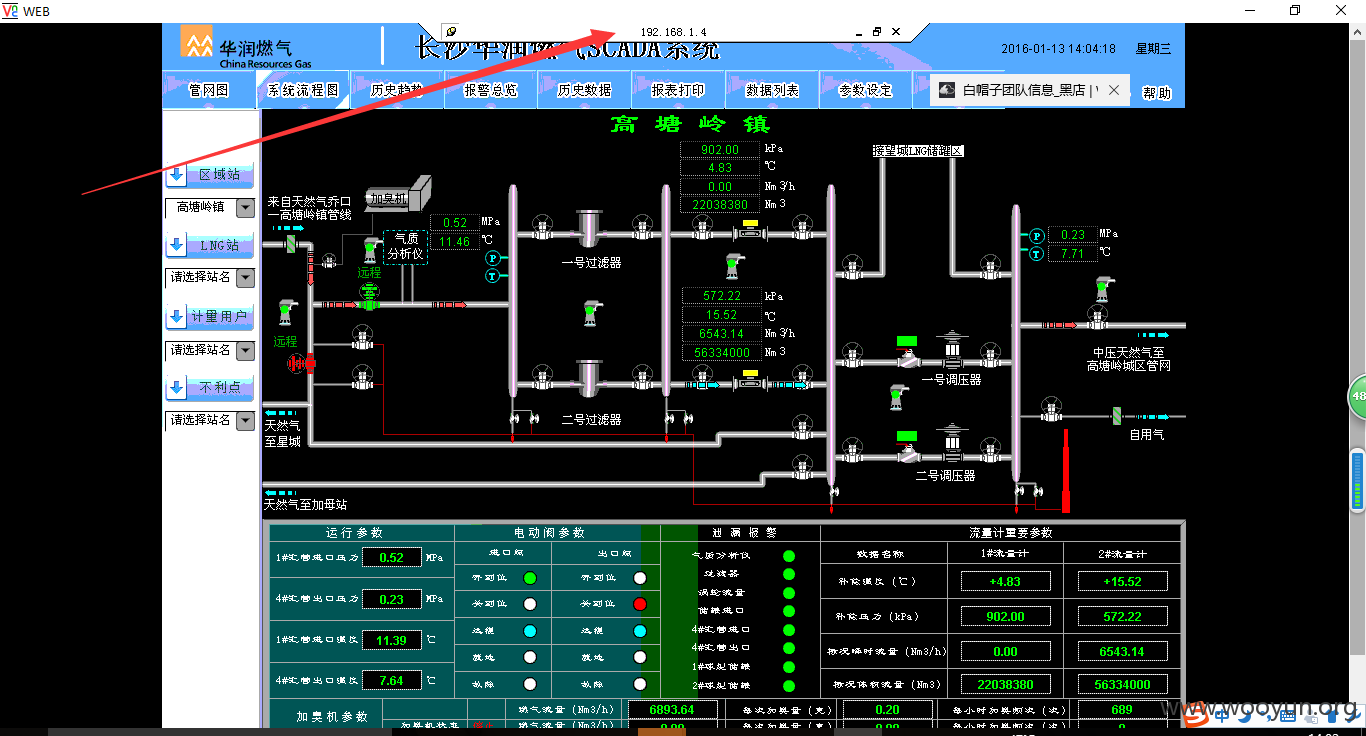 WEB
192.168.1.4
华润燃气
China Resources Gas
长沙华润燃气SCADA系统
2016-01-13 14:04:18 星期三
管网图 系统流程图 历史趋势 报警总览 历史数据 报表打印 数据列表 参数设定 帮助
白帽子团队信息_黑店 |
高塘岭镇
区域站
高塘岭镇
LNG站
请选择站名
计量用户
请选择站名
不利点
请选择站名
来自天然气乔口
一高塘岭镇管线
加臭机
气质
分析仪
远程
远程
0.52 MPa
11.46 ℃
P
T
902.00 kPa
4.83 ℃
0.00 Nm3/h
22038380 Nm3
一号过滤器
572.22 kPa
15.52 ℃
6543.14 Nm3/h
56334000 Nm3
二号过滤器
接望城LNG储罐区
P 0.23 MPa
T 7.71 ℃
中压天然气至
高塘岭城区管网
一号调压器
二号调压器
自用气
天然气
至星城
天然气至加母站
48
运行参数
1#汇管进口压力 0.52 MPa
4#汇管出口压力 0.23 MPa
1#汇管进口温度 11.39 ℃
4#汇管出口温度 7.64 ℃
电动阀参数
进口点 出口点
开到位 开到位
关到位 关到位
远程 远程
就地 就地
故障 故障
泄漏报警
气质分析仪
过滤器
涡轮流量
储罐进口
4#汇管进口
4#汇管出口
1#球型储罐
2#球型储罐
流量计重要参数
数据名称 1#流量计 2#流量计
补偿温度（℃） +4.83 +15.52
补偿压力（kPa） 902.00 572.22
标况瞬时流量（Nm3/h） 0.00 6543.14
标况体积流量（Nm3） 22038380 56334000
加臭机参数
加臭机状态
燃气流量（Nm3/h） 6893.64 每次加臭量（克） 0.20 每小时加臭频次（次） 689
www.wooyun.org
中